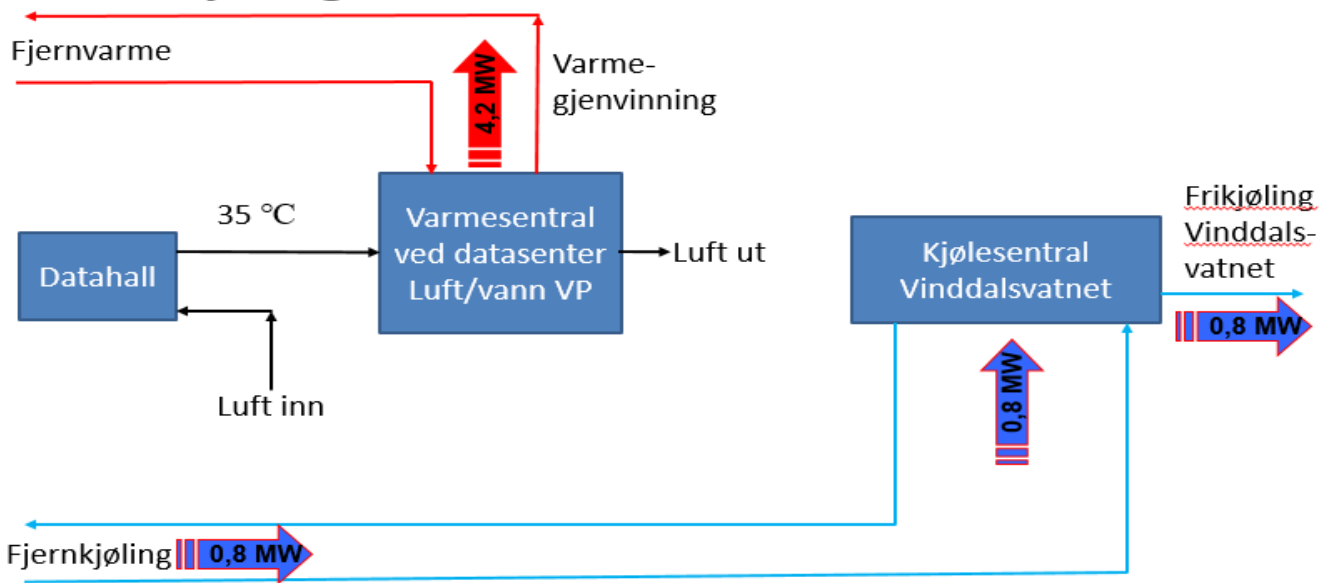 Fjernvarme
4,2 MW
Varme-
gjenvinning
35 °C
Varmesentral
ved datasenter
Luft/vann VP
Luft ut
Datahall
Luft inn
Kjølesentral
Vinddalsvatnet
Frikjøling
Vinddals-
vatnet
0,8 MW
0,8 MW
Fjernkjøling
0,8 MW